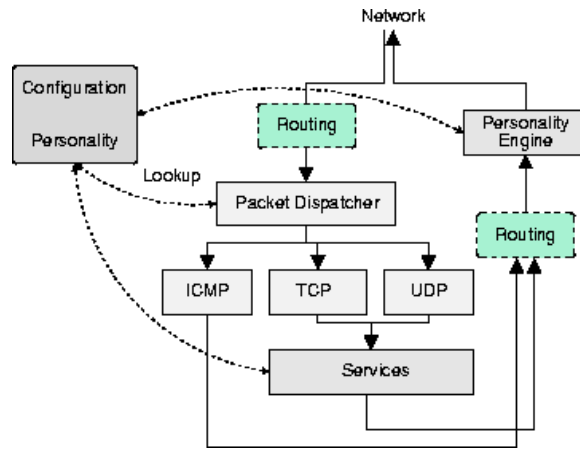 Network
Configuration
Personality
Routing
Personality
Engine
Lookup
Packet Dispatcher
Routing
ICMP
TCP
UDP
Services